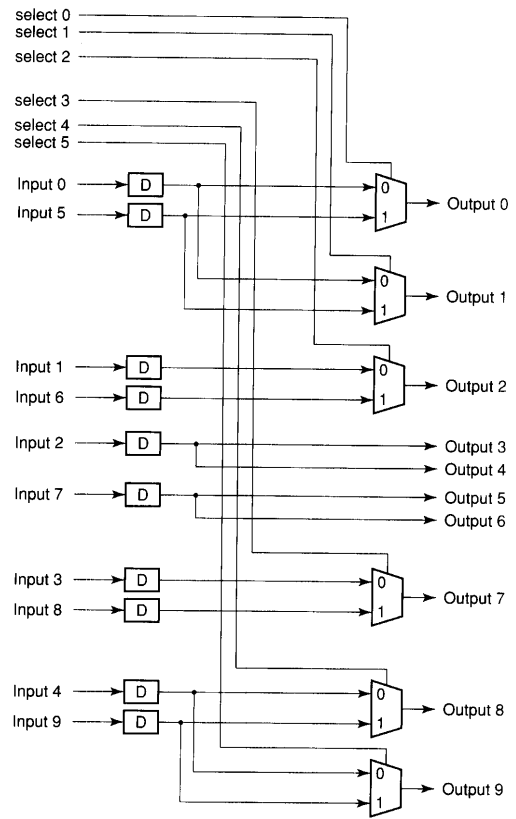 select 0
select 1
select 2
select 3
select 4
select 5
Input 0 D 0 Output 0
Input 5 D 1
0 Output 1
1
Input 1 D 0 Output 2
Input 6 D 1
Input 2 D Output 3
Output 4
Input 7 D Output 5
Output 6
Input 3 D 0 Output 7
Input 8 D 1
Input 4 D 0 Output 8
Input 9 D 1
0 Output 9
1